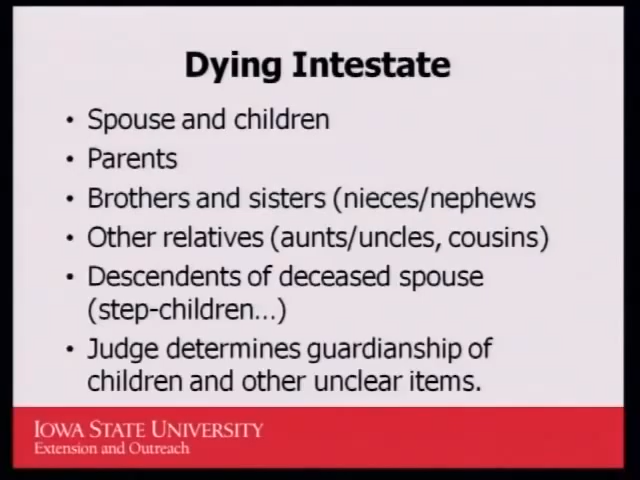 Dying Intestate
• Spouse and children
• Parents
• Brothers and sisters (nieces/nephews
• Other relatives (aunts/uncles, cousins)
• Descendents of deceased spouse
(step-children...)
• Judge determines guardianship of
children and other unclear items.
IOWA STATE UNIVERSITY
Extension and Outreach